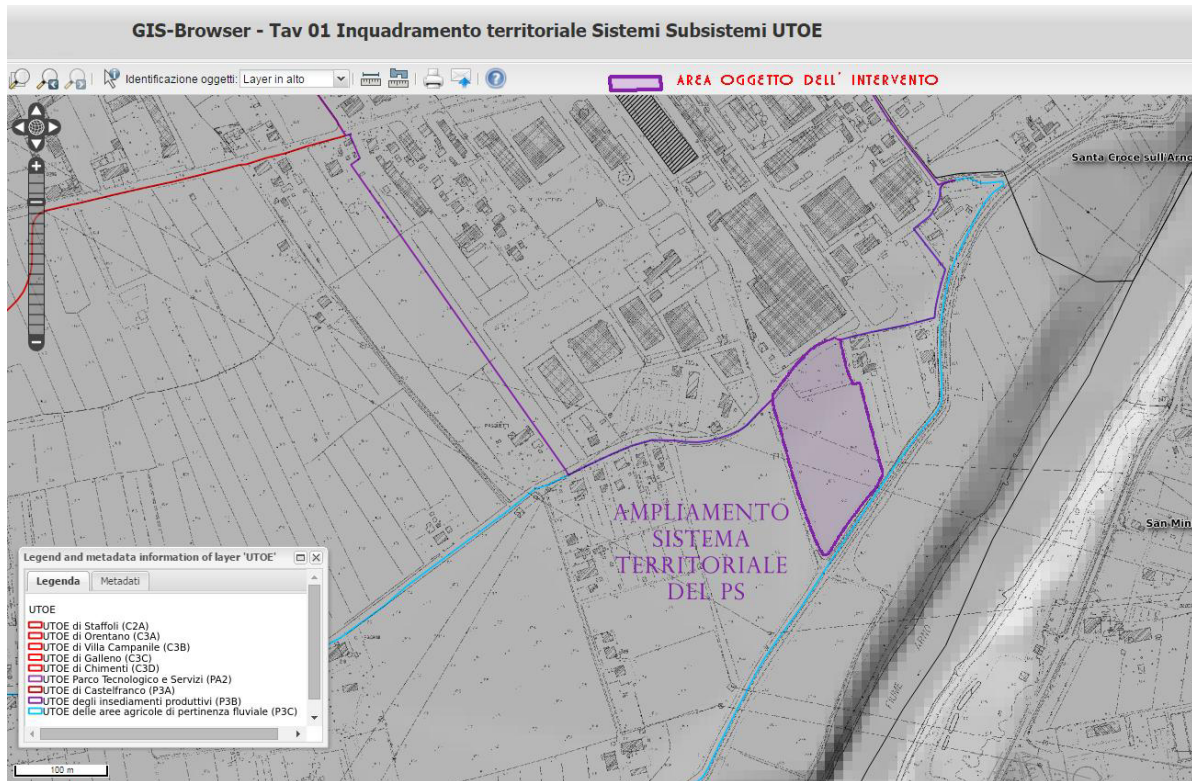 GIS-Browser - Tav 01 Inquadramento territoriale Sistemi Subsistemi UTOE
Identificazione oggetti: Layer in alto
AREA OGGETTO DELL' INTERVENTO
Santa Croce sull'Arno
San Min
AMPLIAMENTO
SISTEMA
TERRITORIALE
DEL PS
Legend and metadata information of layer 'UTOE'
Legenda Metadati
UTOE
UTOE di Staffoli (C2A)
UTOE di Orentano (C3A)
UTOE di Villa Campanile (C3B)
UTOE di Galleno (C3C)
UTOE di Chimenti (C3D)
UTOE Parco Tecnologico e Servizi (PA2)
UTOE di Castelfranco (P3A)
UTOE degli insediamenti produttivi (P3B)
UTOE delle aree agricole di pertinenza fluviale (P3C)
100 m